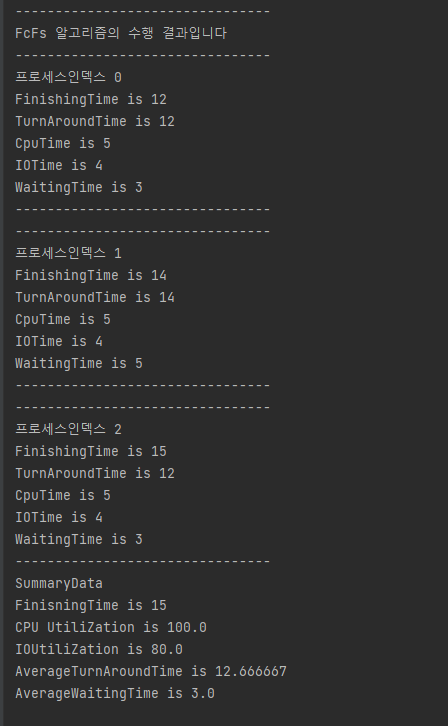 --------------------------------
FcFs 알고리즘의 수행 결과입니다
--------------------------------
프로세스인덱스 0
FinishingTime is 12
TurnAroundTime is 12
CpuTime is 5
IOTime is 4
WaitingTime is 3
--------------------------------
--------------------------------
프로세스인덱스 1
FinishingTime is 14
TurnAroundTime is 14
CpuTime is 5
IOTime is 4
WaitingTime is 5
--------------------------------
--------------------------------
프로세스인덱스 2
FinishingTime is 15
TurnAroundTime is 12
CpuTime is 5
IOTime is 4
WaitingTime is 3
--------------------------------
SummaryData
FinisningTime is 15
CPU UtiliZation is 100.0
IOUtiliZation is 80.0
AverageTurnAroundTime is 12.666667
AverageWaitingTime is 3.0